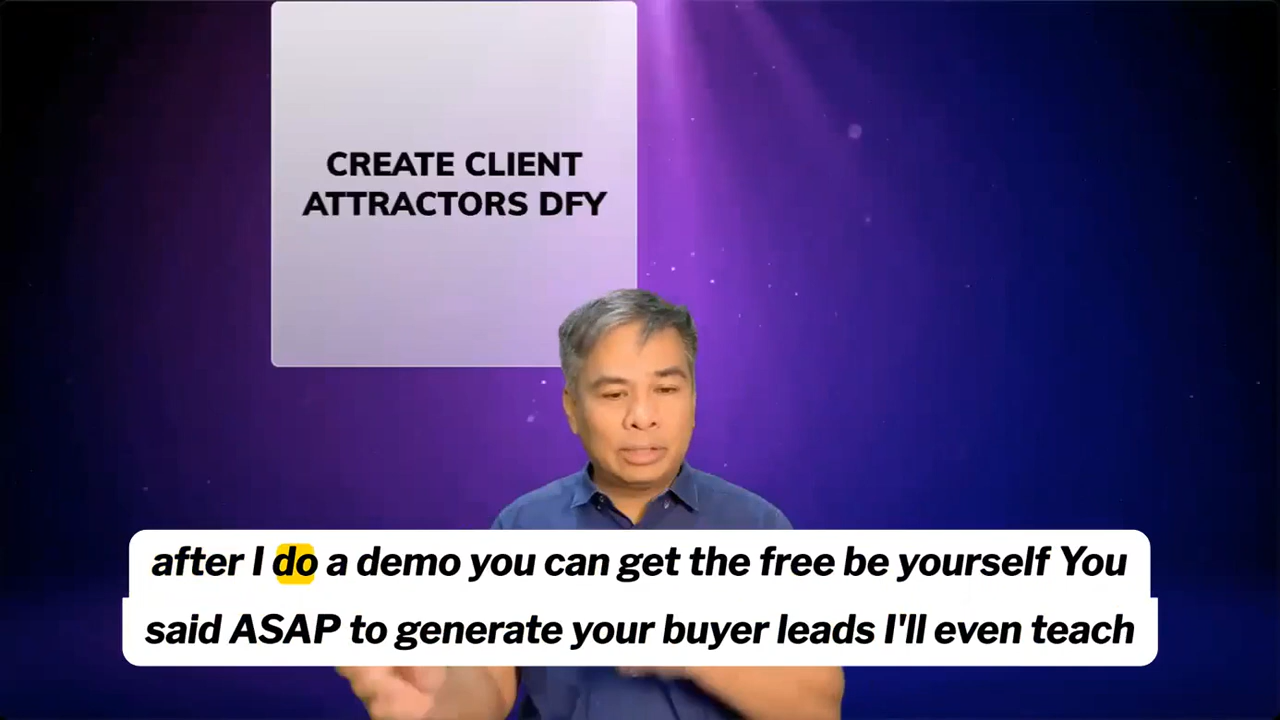 CREATE CLIENT
ATTRACTORS DFY
after I do a demo you can get the free be yourself You
said ASAP to generate your buyer leads I'll even teach